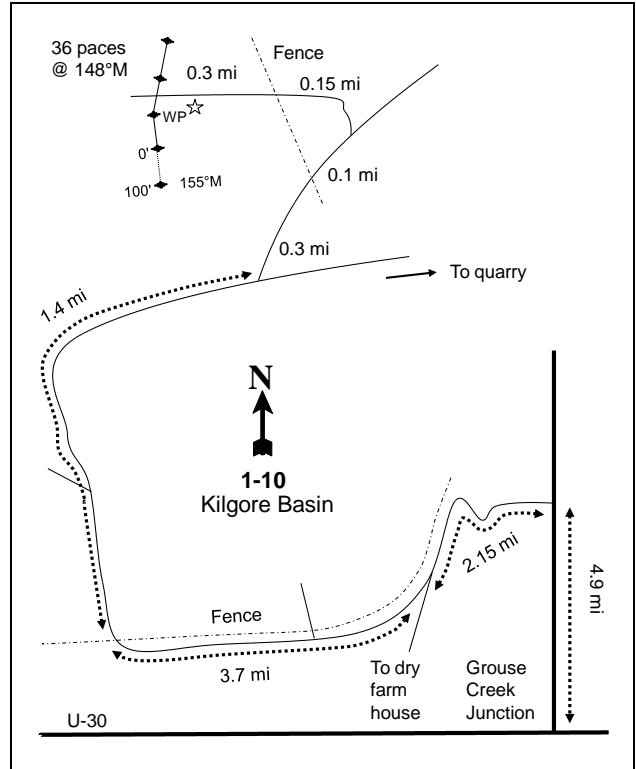 36 paces
@ 148°M
0.3 mi
Fence
0.15 mi
WP
0'
100'
155°M
0.1 mi
0.3 mi
To quarry
1.4 mi
N
1-10
Kilgore Basin
2.15 mi
4.9 mi
Fence
3.7 mi
To dry
farm
house
Grouse
Creek
Junction
U-30